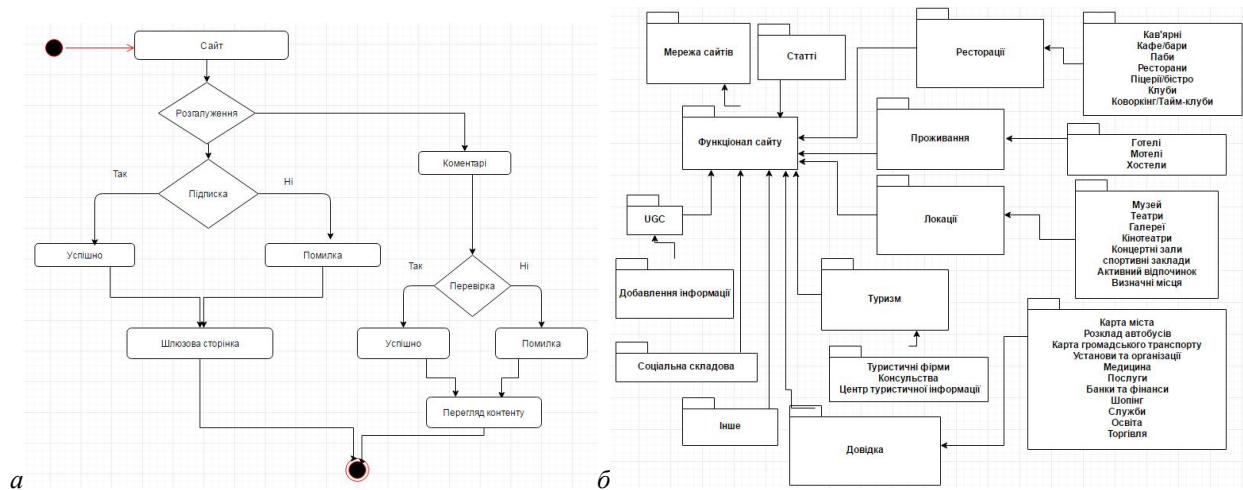 Сайт
Розгалуження
Коментарі
Так
Підписка
Ні
Успішно
Помилка
Так
Перевірка
Ні
Шлюзова сторінка
Успішно
Помилка
Перегляд контенту
а
Мережа сайтів
Статті
Ресторації
Кав'ярні
Кафе/бари
Паби
Ресторани
Піцерії/бістро
Клуби
Коворкінг/Тайм-клуби
Функціонал сайту
Проживання
Готелі
Мотелі
Хостели
UGC
Локації
Музей
Театри
Галереї
Кінотеатри
Концертні зали
спортивні заклади
Активний відпочинок
Визначні місця
Добавлення інформації
Туризм
Соціальна складова
Туристичні фірми
Консульства
Центр туристичної інформації
Карта міста
Розклад автобусів
Карта громадського транспорту
Установи та організації
Медицина
Послуги
Банки та фінанси
Шопінг
Служби
Освіта
Торгівля
Інше
Довідка
б